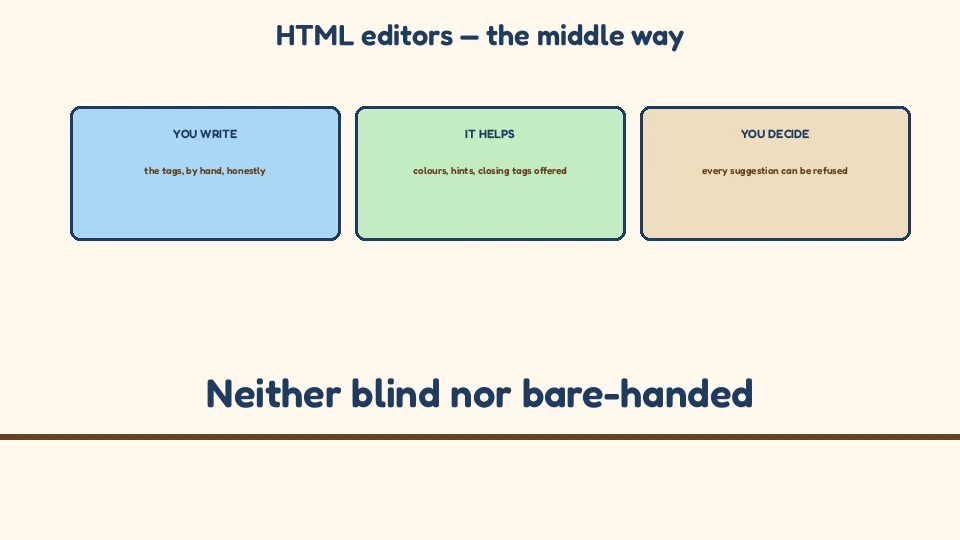 HTML editors — the middle way
YOU WRITE
the tags, by hand, honestly
IT HELPS
colours, hints, closing tags offered
YOU DECIDE
every suggestion can be refused
Neither blind nor bare-handed